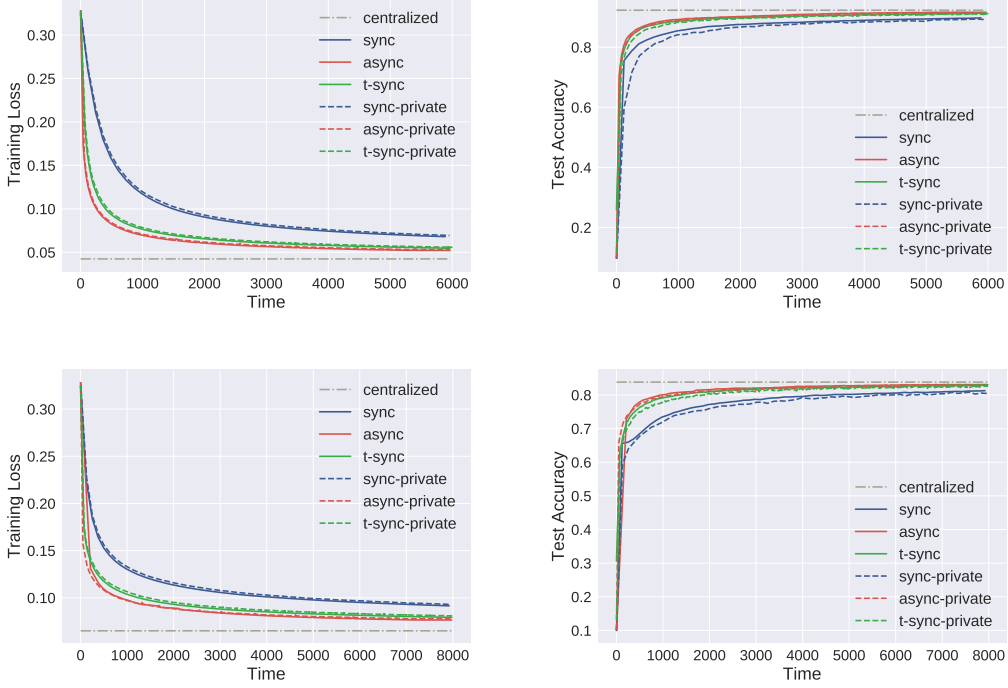 centralized
sync
async
t-sync
sync-private
async-private
t-sync-private
0.30
0.25
0.20
0.15
0.10
0.05
Training Loss
0 1000 2000 3000 4000 5000 6000
Time
0.8
0.6
0.4
0.2
Test Accuracy
centralized
sync
async
t-sync
sync-private
async-private
t-sync-private
0 1000 2000 3000 4000 5000 6000
Time
centralized
sync
async
t-sync
sync-private
async-private
t-sync-private
0.30
0.25
0.20
0.15
0.10
Training Loss
0 1000 2000 3000 4000 5000 6000 7000 8000
Time
0.8
0.7
0.6
0.5
0.4
0.3
0.2
0.1
Test Accuracy
centralized
sync
async
t-sync
sync-private
async-private
t-sync-private
0 1000 2000 3000 4000 5000 6000 7000 8000
Time